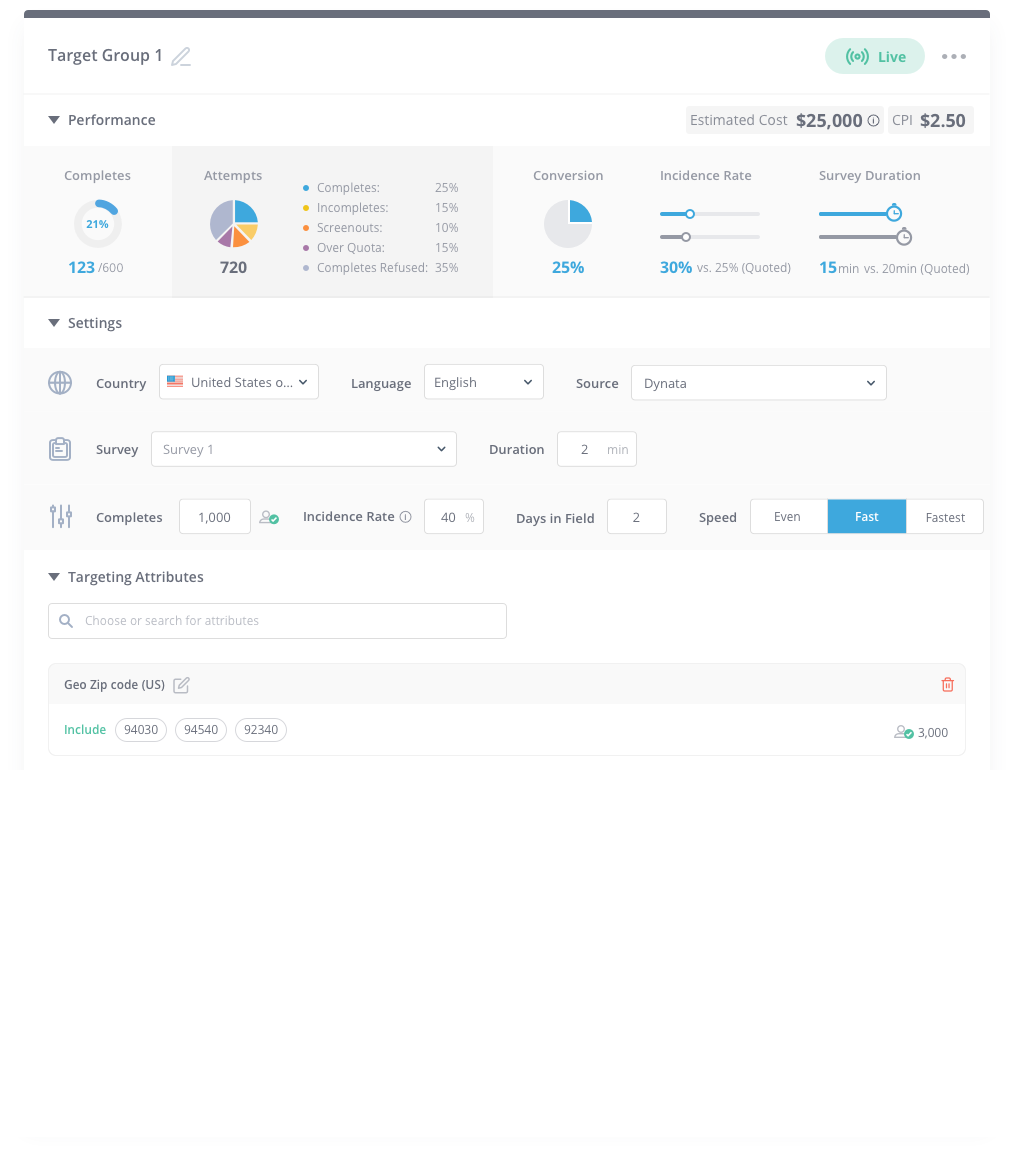 Target Group 1
Live
Performance
Estimated Cost $25,000 CPI $2.50
Completes
21%
123 /600
Attempts
720
Completes: 25%
Incompletes: 15%
Screenouts: 10%
Over Quota: 15%
Completes Refused: 35%
Conversion
25%
Incidence Rate
30% vs. 25% (Quoted)
Survey Duration
15min vs. 20min (Quoted)
Settings
Country United States o... Language English Source Dynata
Survey Survey 1 Duration 2 min
Completes 1,000 Incidence Rate 40 % Days in Field 2 Speed Even Fast Fastest
Targeting Attributes
Choose or search for attributes
Geo Zip code (US)
Include 94030 94540 92340 3,000